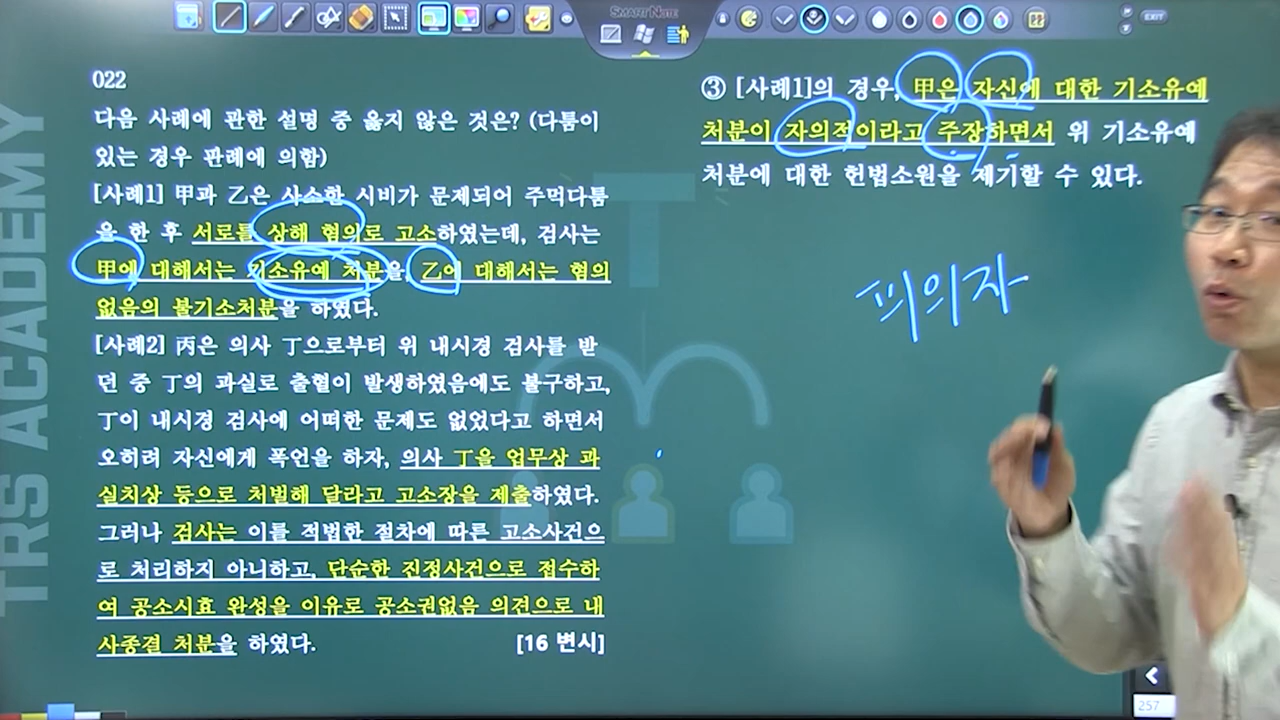 SMART NOTE
EXIT
TRS ACADEMY
022
다음 사례에 관한 설명 중 옳지 않은 것은? (다툼이
있는 경우 판례에 의함)
[사례1] 甲과 乙은 사소한 시비가 문제되어 주먹다툼
을 한 후 서로를 상해 혐의로 고소하였는데, 검사는
甲에 대해서는 기소유예 처분을, 乙에 대해서는 혐의
없음의 불기소처분을 하였다.
[사례2] 丙은 의사 丁으로부터 위 내시경 검사를 받
던 중 丁의 과실로 출혈이 발생하였음에도 불구하고,
丁이 내시경 검사에 어떠한 문제도 없었다고 하면서
오히려 자신에게 폭언을 하자, 의사 丁을 업무상 과
실치상 등으로 처벌해 달라고 고소장을 제출하였다.
그러나 검사는 이를 적법한 절차에 따른 고소사건으
로 처리하지 아니하고, 단순한 진정사건으로 접수하
여 공소시효 완성을 이유로 공소권없음 의견으로 내
사종결 처분을 하였다. [16 변시]
③ [사례1]의 경우, 甲은 자신에 대한 기소유예
처분이 자의적이라고 주장하면서 위 기소유예
처분에 대한 헌법소원을 제기할 수 있다.
피의자
257